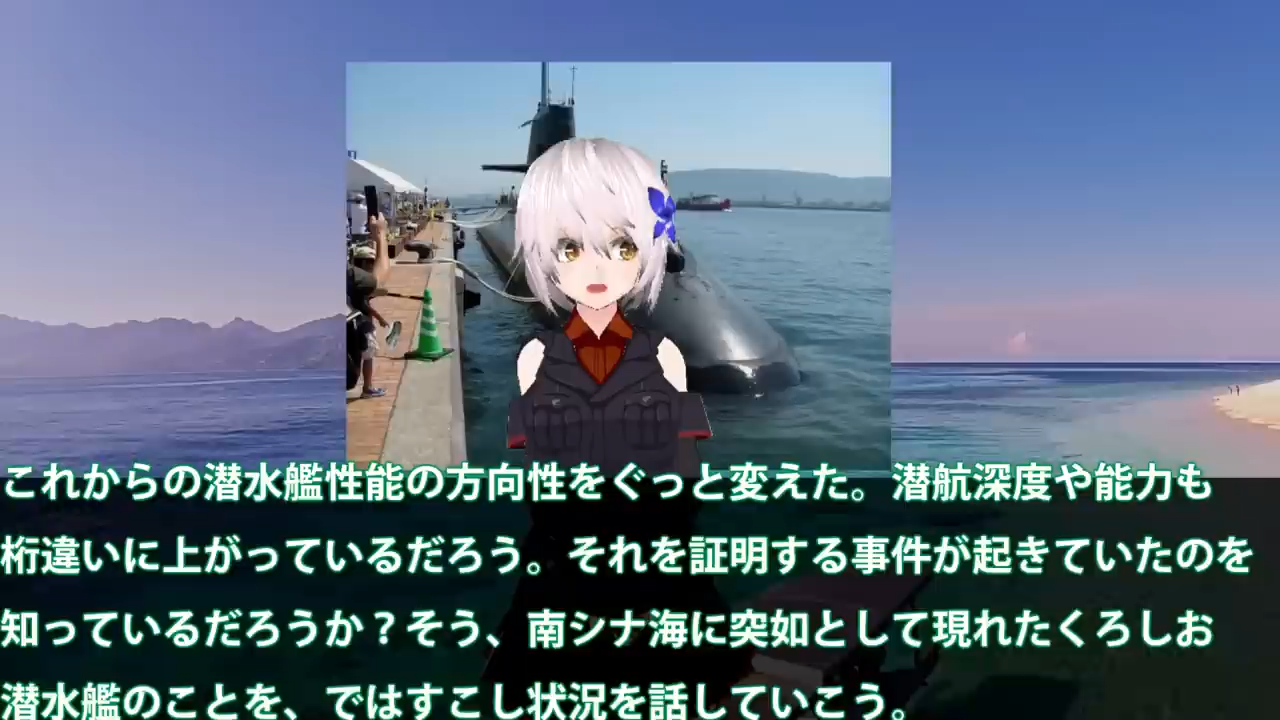 これからの潜水艦性能の方向性をぐっと変えた。潜航深度や能力も
桁違いに上がっているだろう。それを証明する事件が起きていたのを
知っているだろうか？そう、南シナ海に突如として現れたくろしお
潜水艦のことを、ではすこし状況を話していこう。